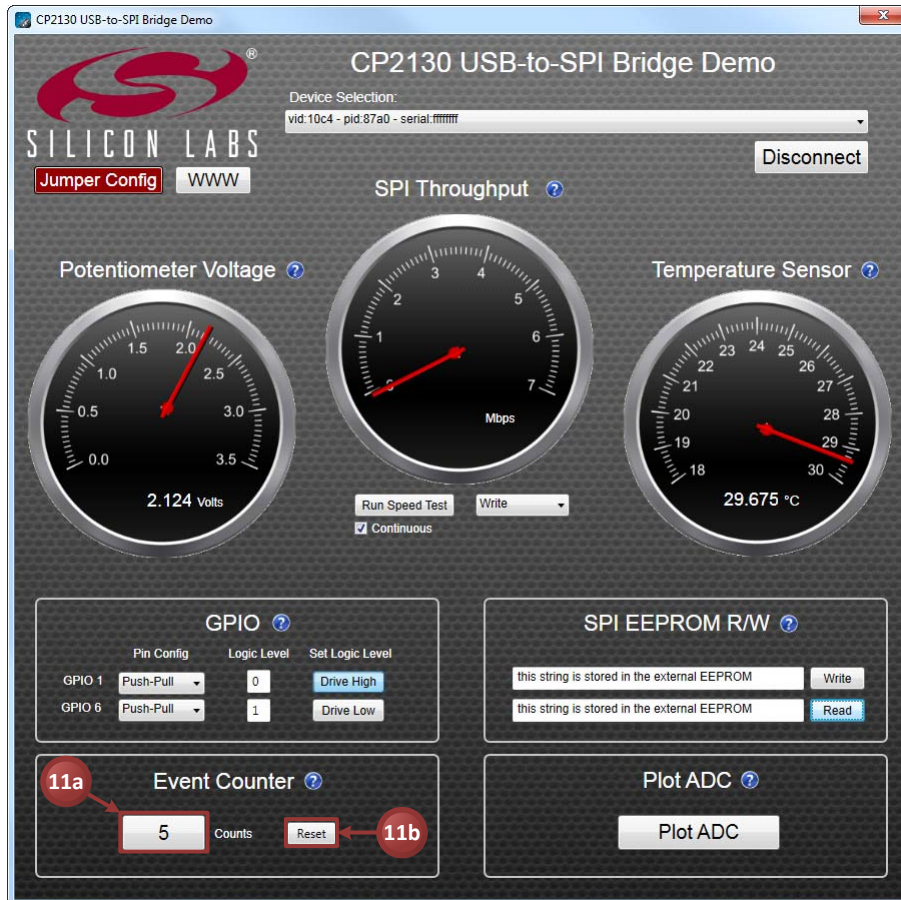 CP2130 USB-to-SPI Bridge Demo
x
CP2130 USB-to-SPI Bridge Demo
®
SILICON LABS
Device Selection:
vid:10c4 - pid:87a0 - serial:ffffffff
Disconnect
Jumper Config WWW
SPI Throughput ?
0 1 2 3 4 5 6 7
Mbps
Run Speed Test Write
Continuous
Potentiometer Voltage ?
0.0 0.5 1.0 1.5 2.0 2.5 3.0 3.5
2.124 Volts
Temperature Sensor ?
18 19 20 21 22 23 24 25 26 27 28 29 30
29.675 °C
GPIO ?
Pin Config Logic Level Set Logic Level
GPIO 1 Push-Pull 0 Drive High
GPIO 6 Push-Pull 1 Drive Low
SPI EEPROM R/W ?
this string is stored in the external EEPROM Write
this string is stored in the external EEPROM Read
11a
Event Counter ?
5 Counts Reset 11b
Plot ADC ?
Plot ADC